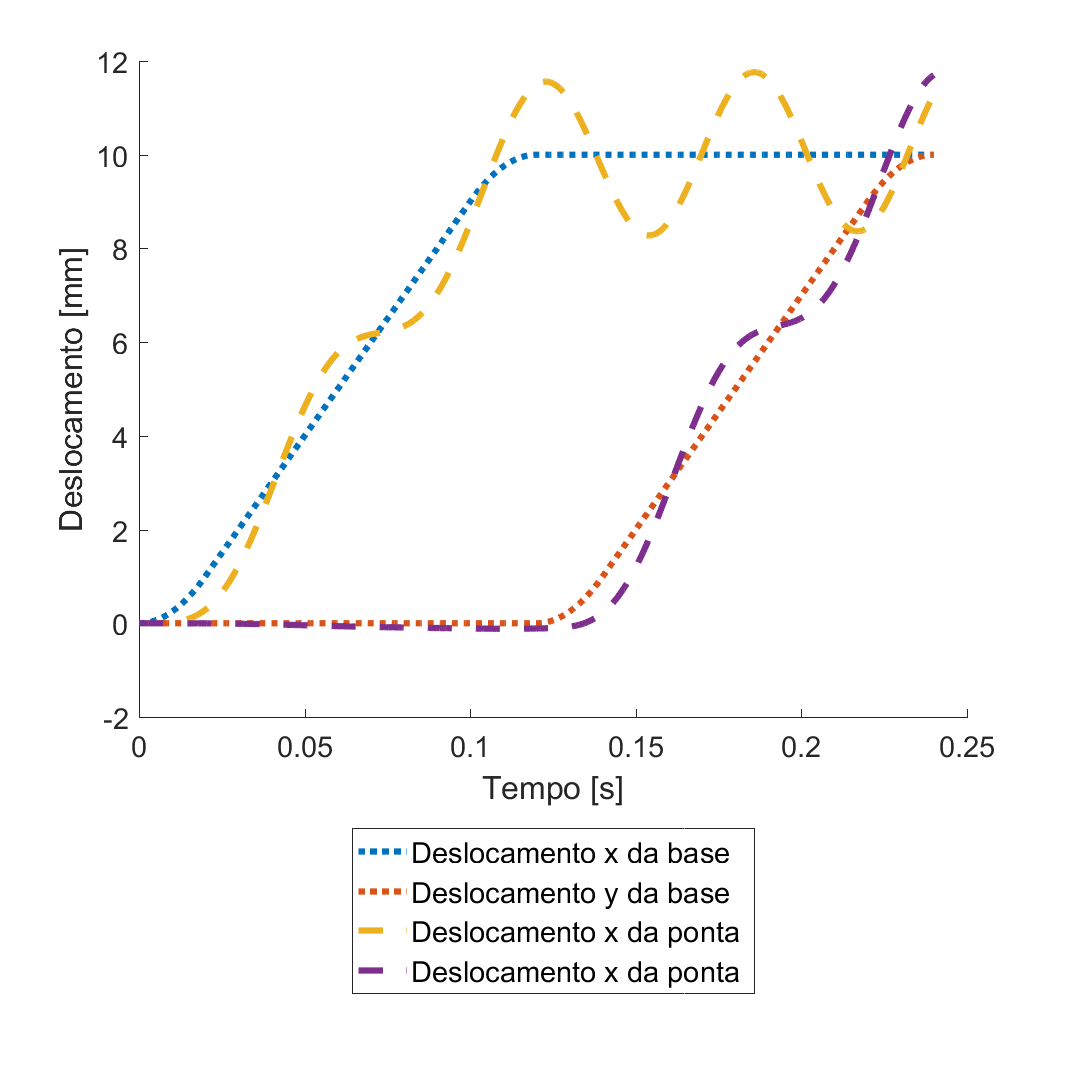 12
10
8
6
4
2
0
-2
Deslocamento [mm]
0 0.05 0.1 0.15 0.2 0.25
Tempo [s]
Deslocamento x da base
Deslocamento y da base
Deslocamento x da ponta
Deslocamento x da ponta